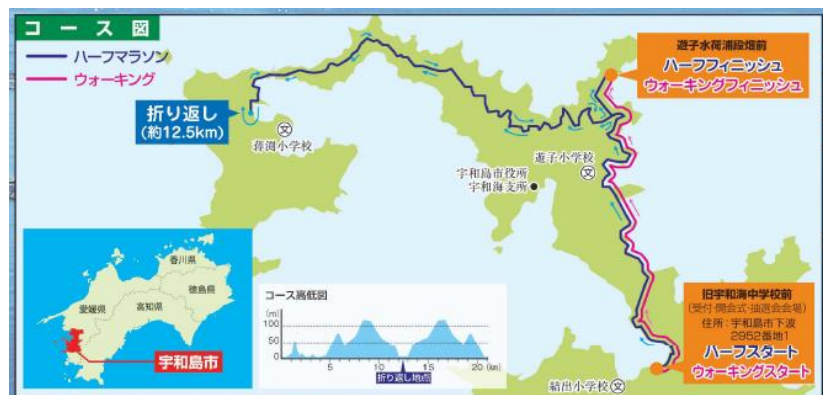 コース図
ハーフマラソン
ウォーキング
折り返し
(約12.5km)
蒋渕小学校
遊子水荷浦段畑前
ハーフフィニッシュ
ウォーキングフィニッシュ
遊子小学校
文
文
宇和島市役所
宇和海支所
香川県
徳島県
愛媛県
高知県
宇和島市
コース高低図
(m)
100
50
0
5
10
15
20 (km)
折り返し地点
旧宇和海中学校前
(受付・開会式・抽選会会場)
住所:宇和島市下波
2952番地1
ハーフスタート
ウォーキングスタート
結出小学校
文